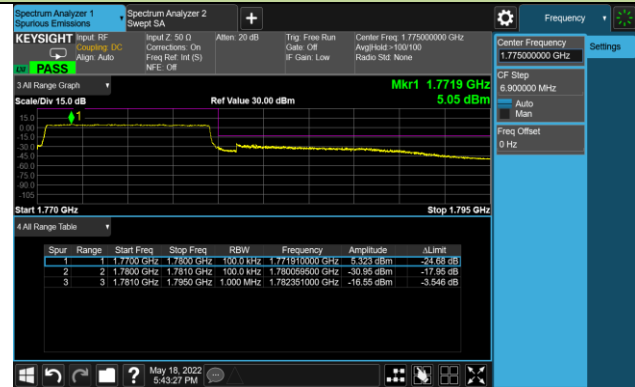 Spectrum Analyzer 1
Spurious Emissions
Spectrum Analyzer 2
Swept SA
Frequency
KEYSIGHT
Input: RF
Coupling: DC
Align: Auto
PASS
Input Z: 50 Ω
Corrections: On
Freq Ref: Int (S)
NFE: Off
Atten: 20 dB
Trig: Free Run
Gate: Off
IF Gain: Low
Center Freq: 1.775000000 GHz
Avg|Hold:>100/100
Radio Std: None
Center Frequency
1.775000000 GHz
Settings
CF Step
6.900000 MHz
Auto
Man
Freq Offset
0 Hz
3 All Range Graph
Mkr1 1.7719 GHz
Scale/Div 15.0 dB
Ref Value 30.00 dBm
5.05 dBm
1
15.0
0.00
-15.0
-30.0
-45.0
-60.0
-75.0
-90.0
-105
Start 1.770 GHz
Stop 1.795 GHz
4 All Range Table
Spur Range Start Freq Stop Freq RBW Frequency Amplitude ΔLimit
1 1 1.7700 GHz 1.7800 GHz 100.0 kHz 1.771910000 GHz 5.323 dBm -24.68 dB
2 2 1.7800 GHz 1.7810 GHz 100.0 kHz 1.780059500 GHz -30.95 dBm -17.95 dB
3 3 1.7810 GHz 1.7950 GHz 1.000 MHz 1.782351000 GHz -16.55 dBm -3.546 dB
?
May 18, 2022
5:43:27 PM